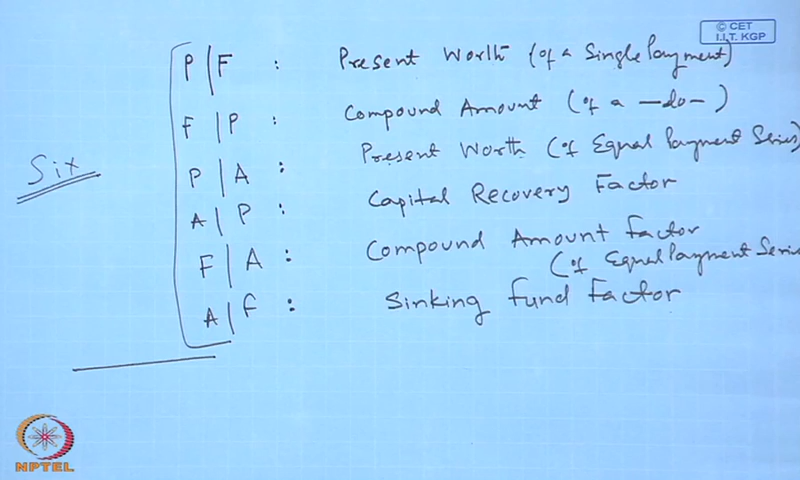 © CET
I.I.T. KGP
P | F : Present Worth (of a Single Payment)
F | P : Compound Amount (of a —do—)
P | A : Present Worth (of Equal Payment Series)
Six
A | P : Capital Recovery Factor
F | A : Compound Amount Factor
(of Equal Payment Series
A | F : Sinking Fund Factor
NPTEL